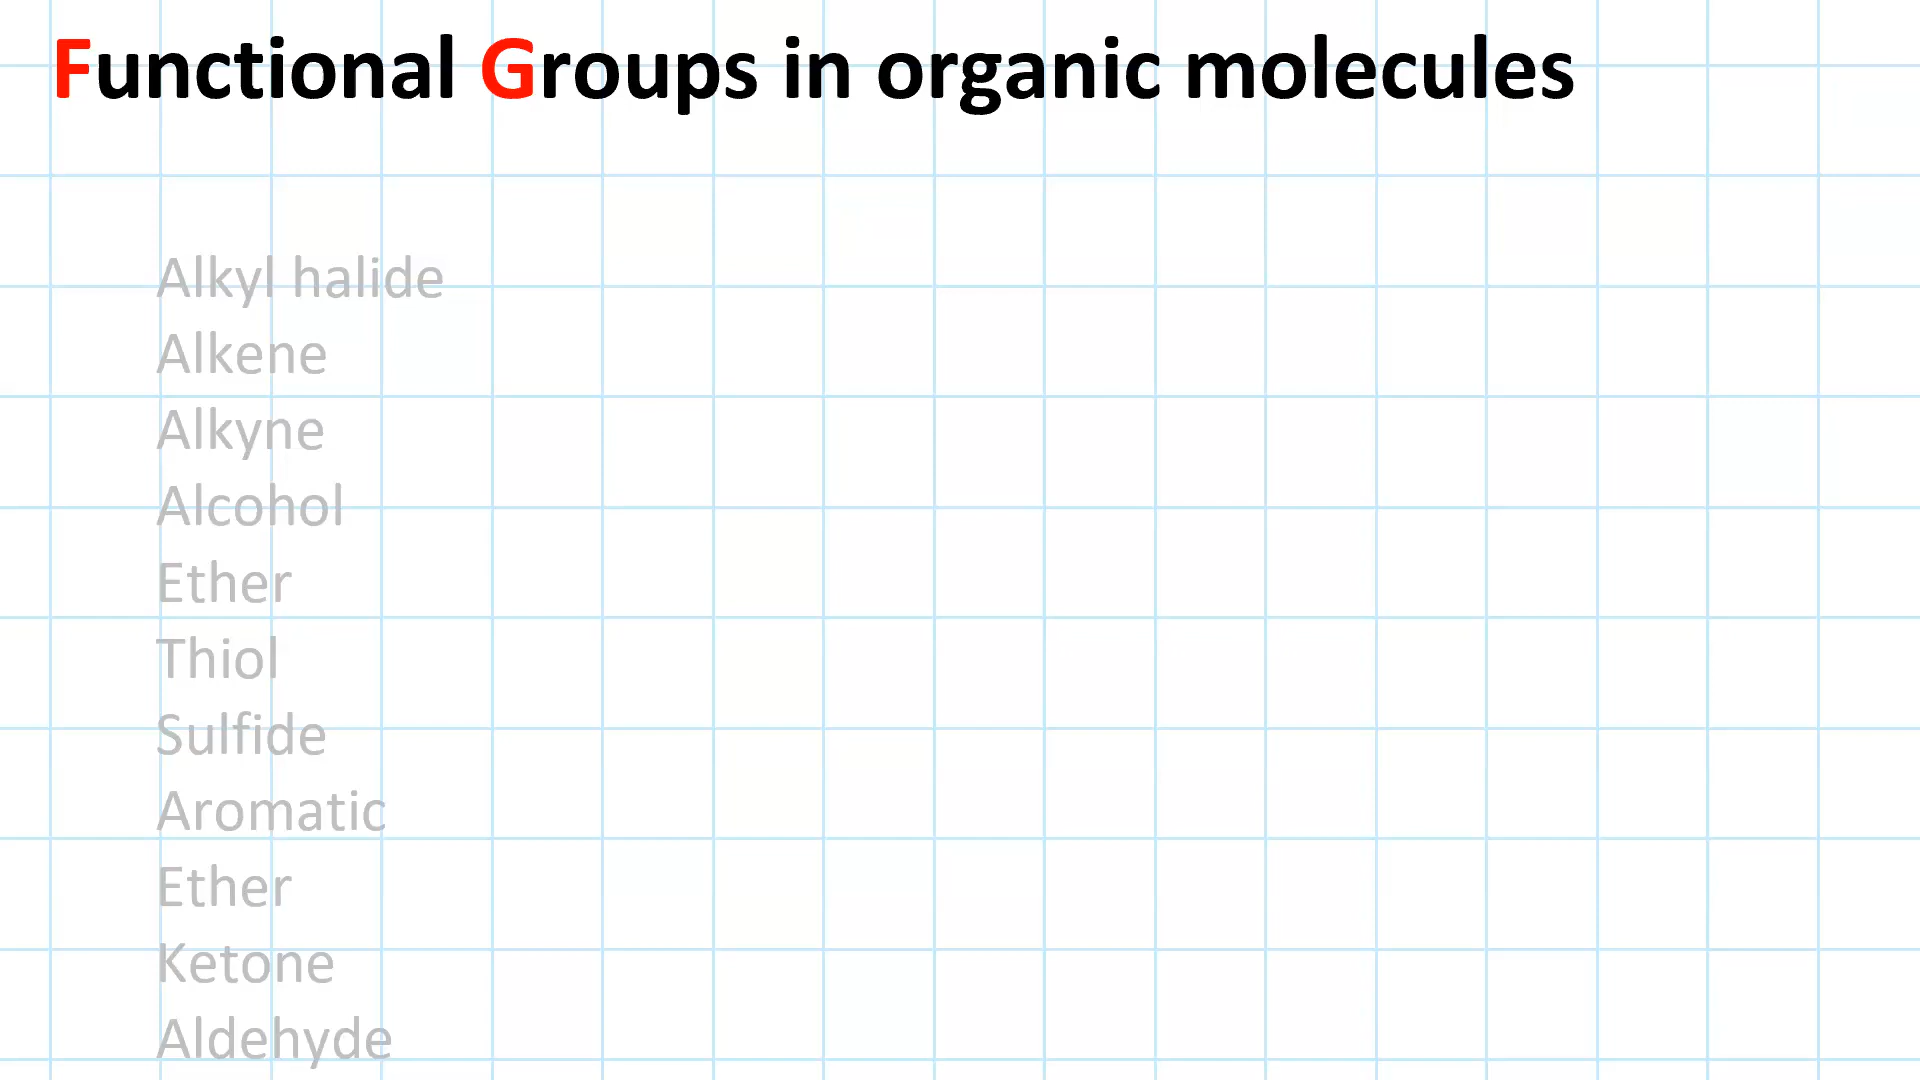 Functional Groups in organic molecules
Alkyl halide
Alkene
Alkyne
Alcohol
Ether
Thiol
Sulfide
Aromatic
Ether
Ketone
Aldehyde